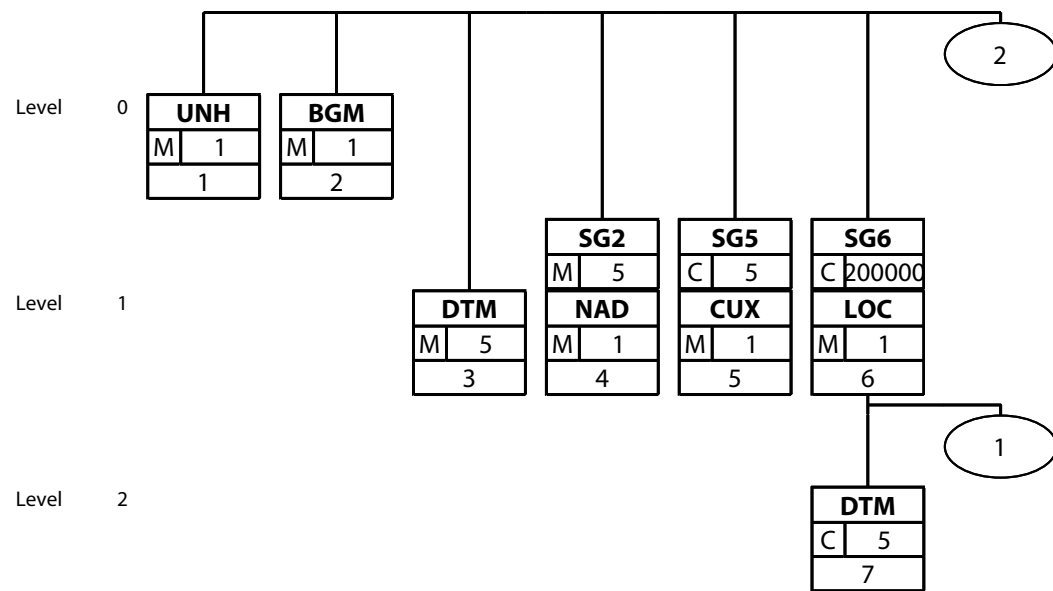 2
Level 0
UNH BGM
M 1 M 1
1 2
SG2 SG5 SG6
M 5 C 5 C 200000
Level 1
DTM NAD CUX LOC
M 5 M 1 M 1 M 1
3 4 5 6
1
Level 2
DTM
C 5
7